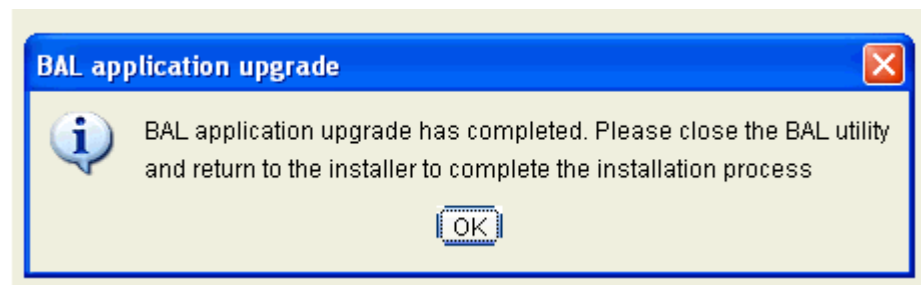 BAL application upgrade
BAL application upgrade has completed. Please close the BAL utility
and return to the installer to complete the installation process
OK